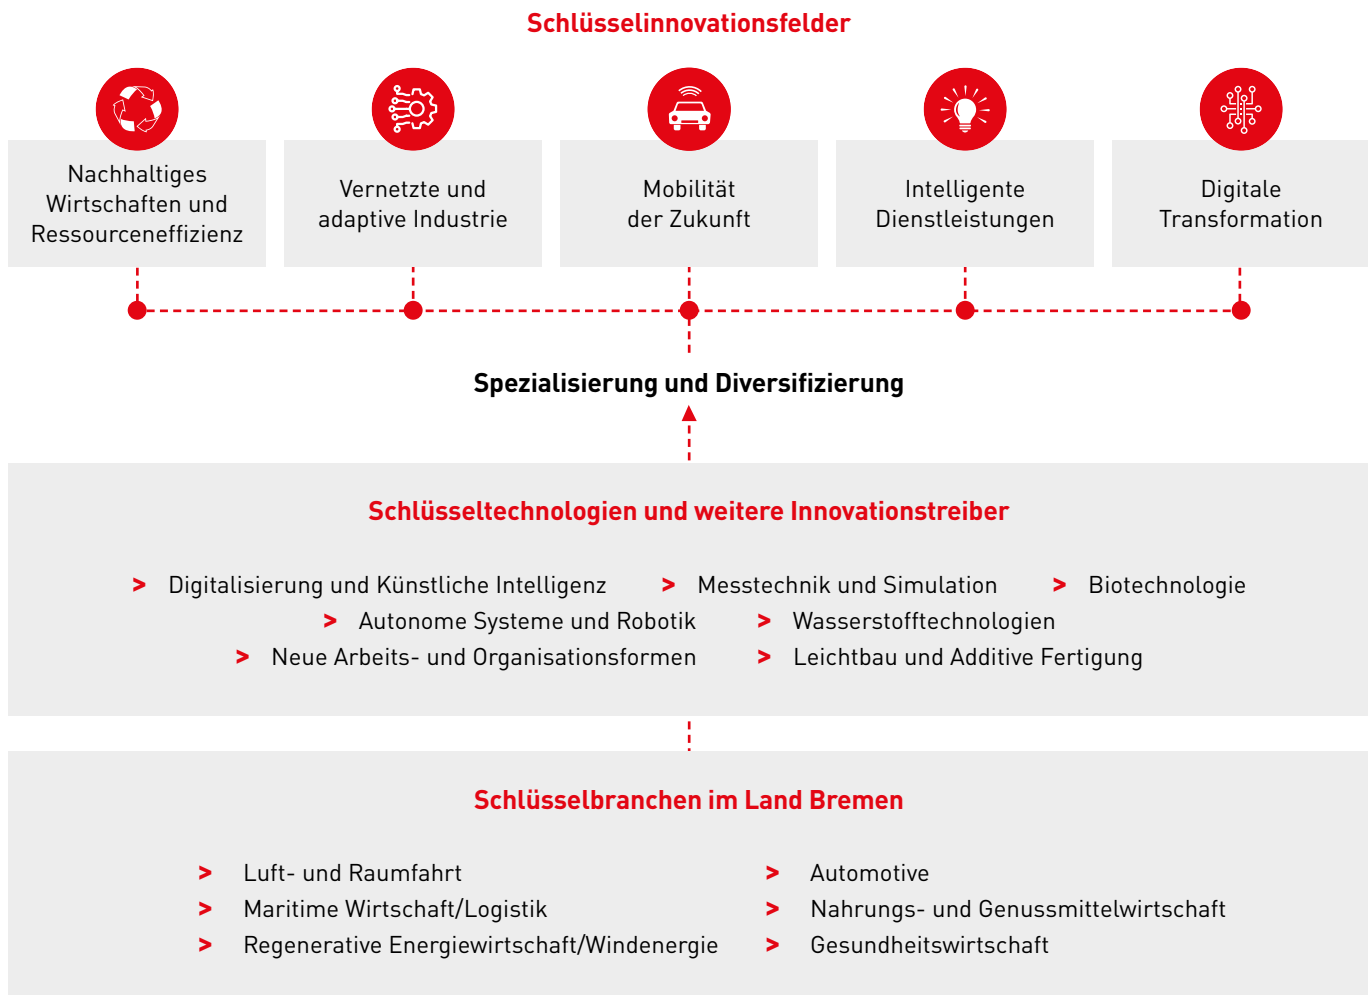 Schlüsselinnovationsfelder
Nachhaltiges
Wirtschaften und
Ressourceneffizienz
Vernetzte und
adaptive Industrie
Mobilität
der Zukunft
Intelligente
Dienstleistungen
Digitale
Transformation
Spezialisierung und Diversifizierung
Schlüsseltechnologien und weitere Innovationstreiber
> Digitalisierung und Künstliche Intelligenz > Messtechnik und Simulation > Biotechnologie
> Autonome Systeme und Robotik > Wasserstofftechnologien
> Neue Arbeits- und Organisationsformen > Leichtbau und Additive Fertigung
Schlüsselbranchen im Land Bremen
> Luft- und Raumfahrt
> Maritime Wirtschaft/Logistik
> Regenerative Energiewirtschaft/Windenergie
> Automotive
> Nahrungs- und Genussmittelwirtschaft
> Gesundheitswirtschaft